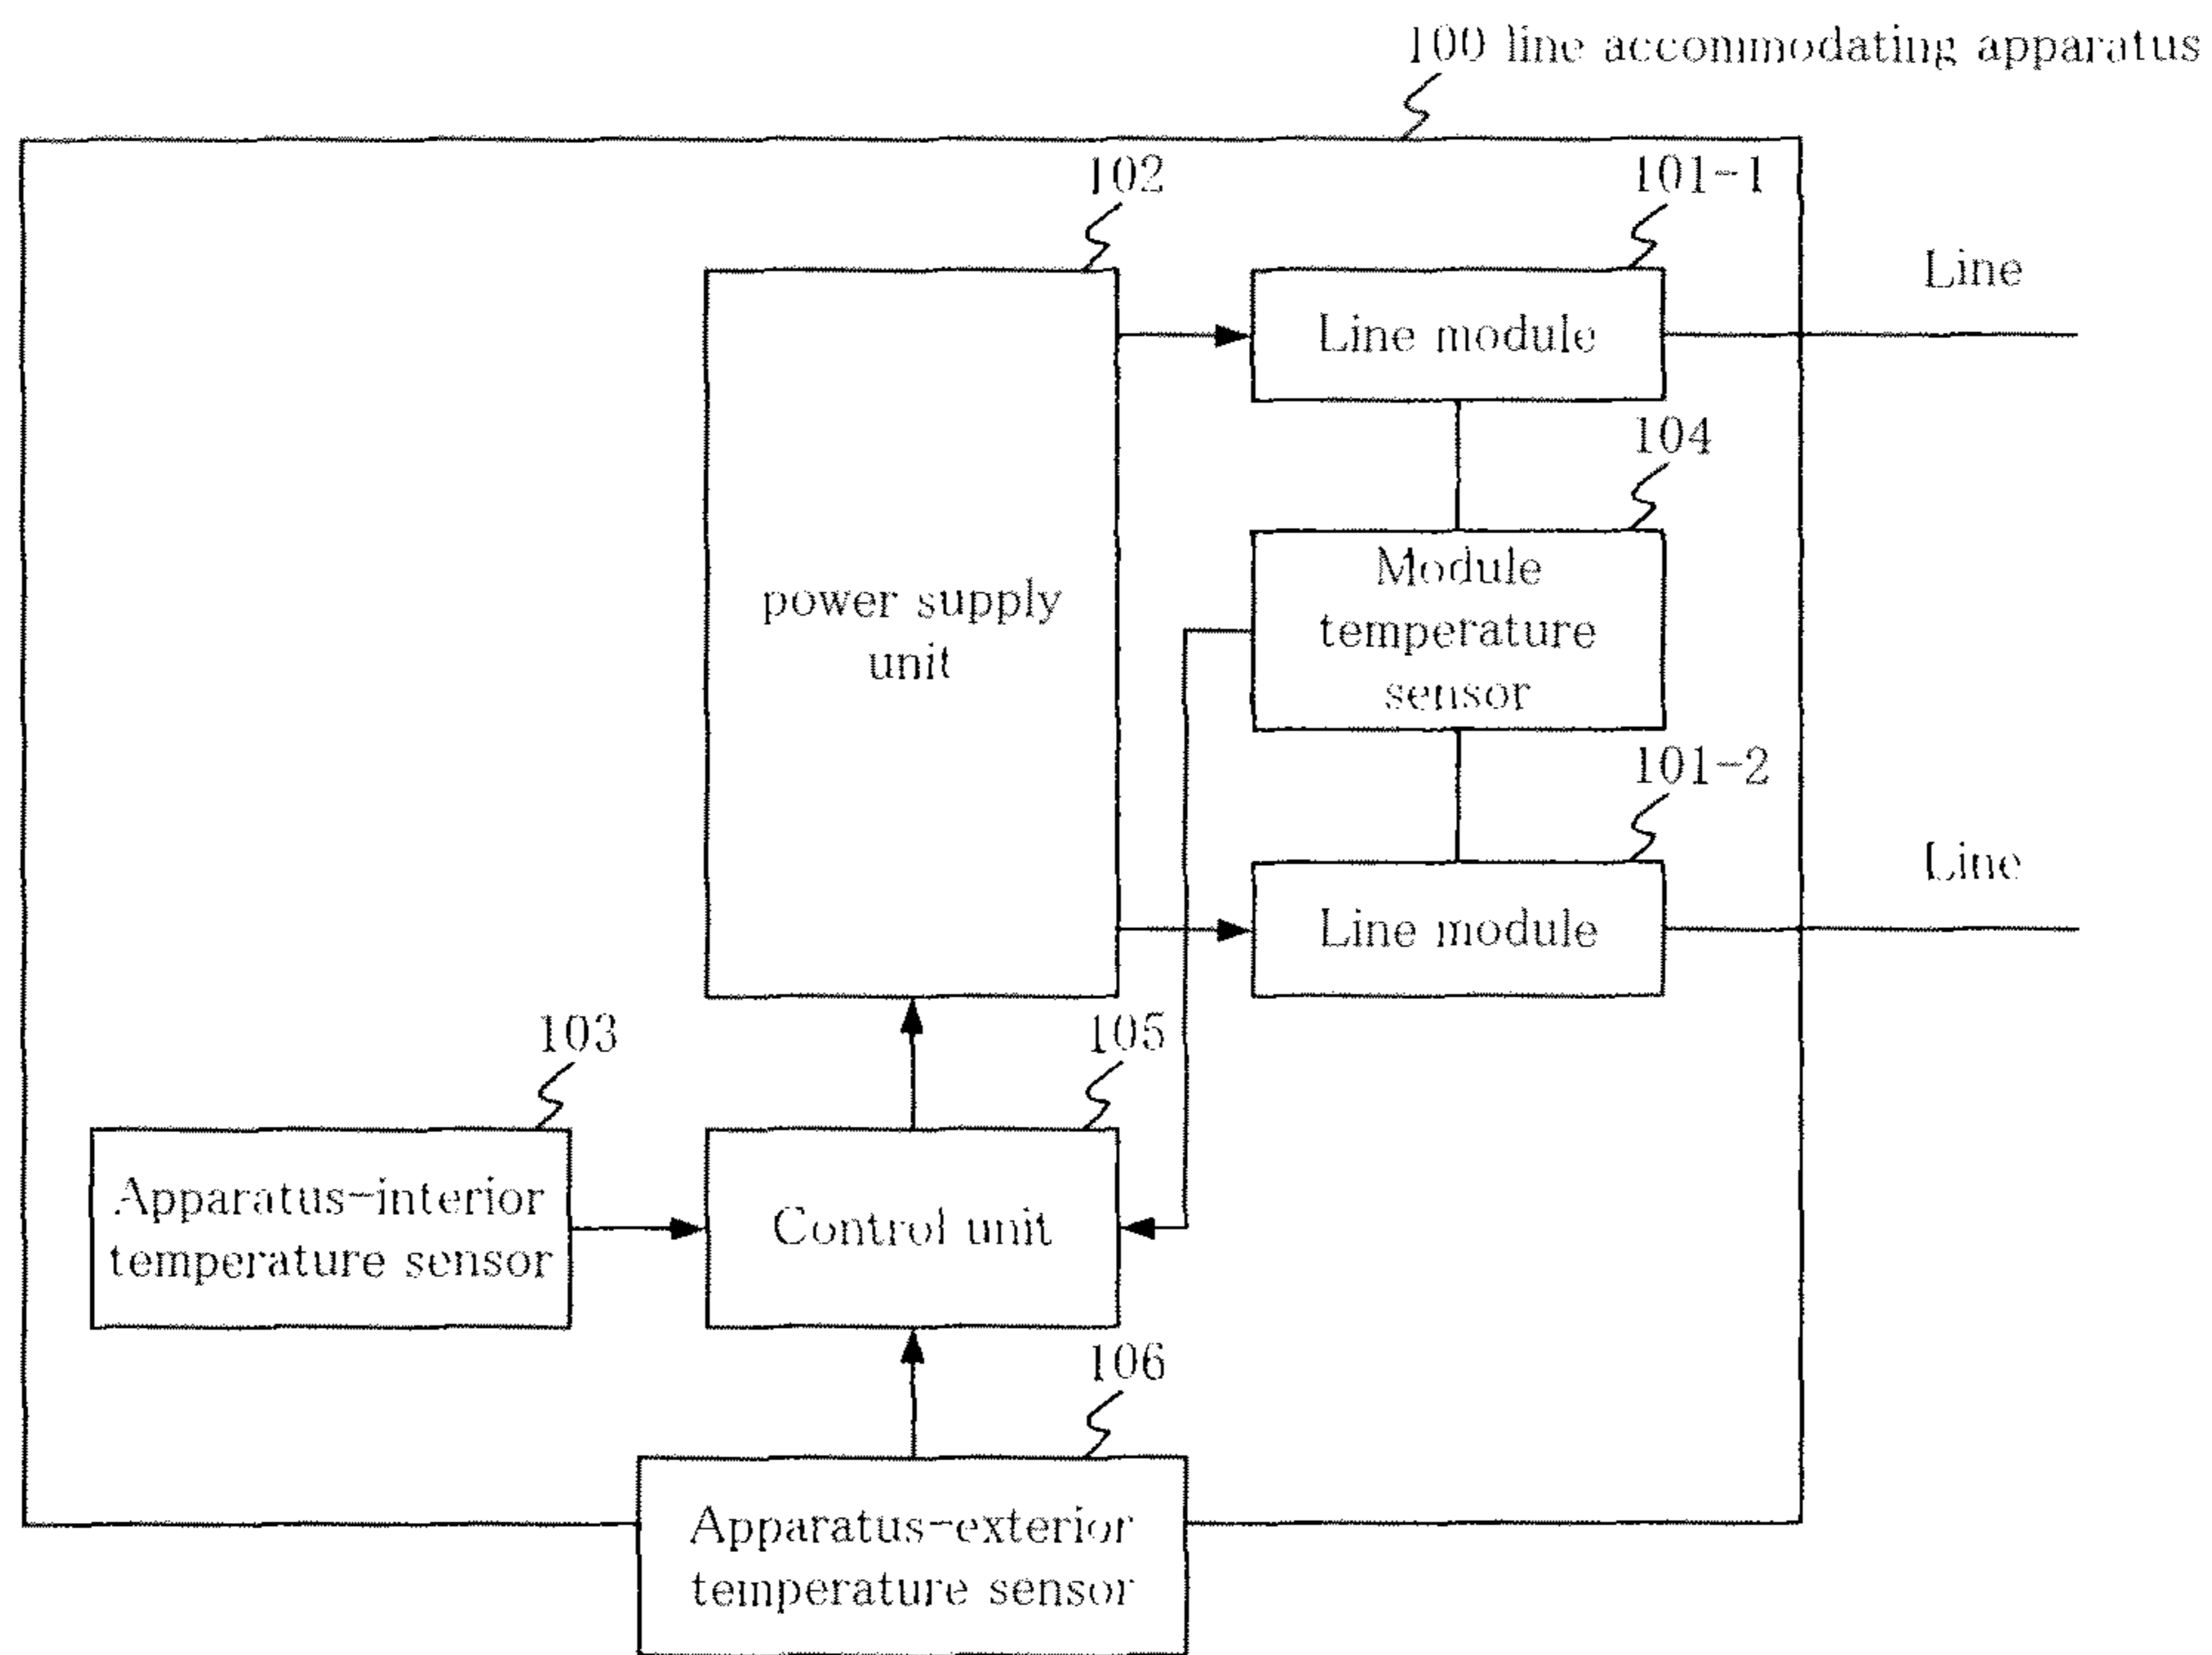 100 line accommodating apparatus
102
101-1
Line
Line module
104
Module
temperature
sensor
power supply
unit
101-2
Line
Line module
103
105
Apparatus-interior
temperature sensor
Control unit
106
Apparatus-exterior
temperature sensor